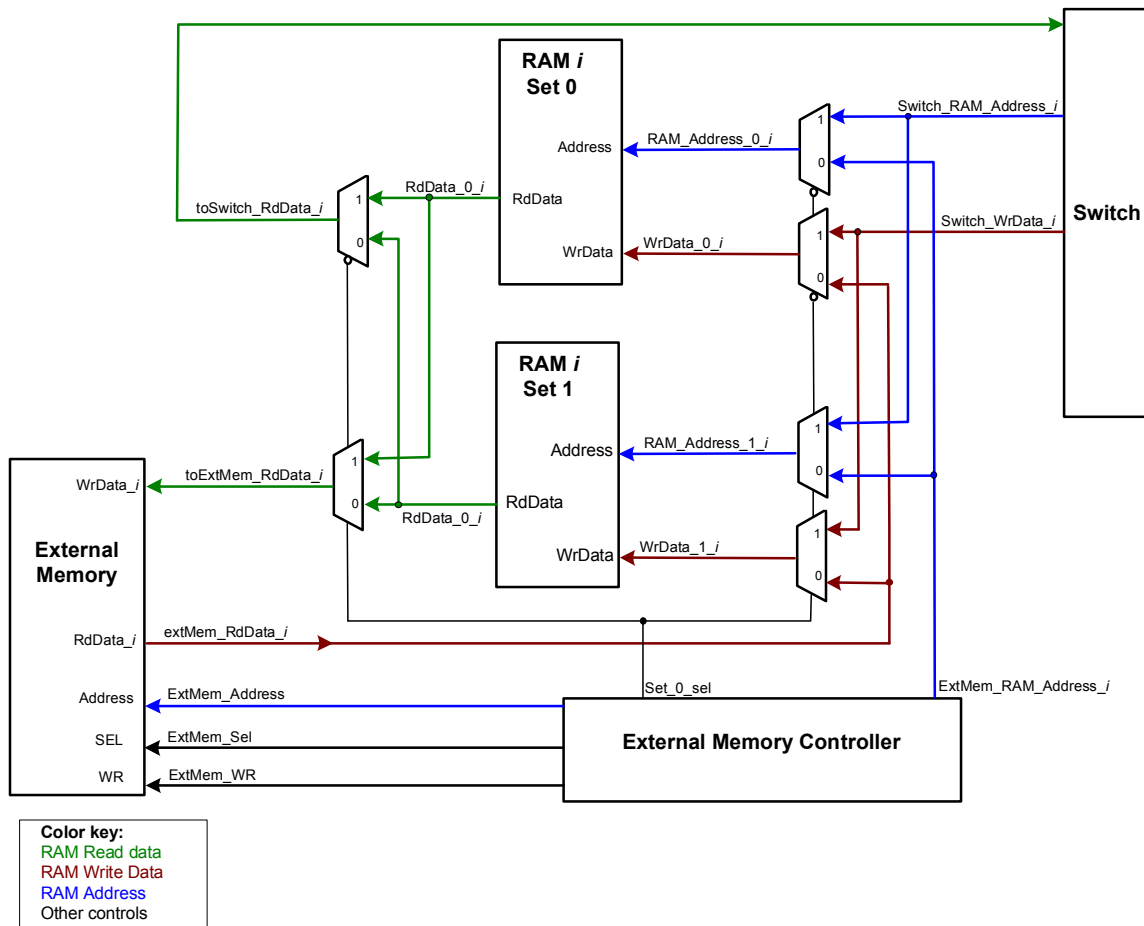 RAM i
Set 0
Address
RdData
WrData
RAM_Address_0_i
RdData_0_i
WrData_0_i
toSwitch_RdData_i
1
0
1
0
1
0
Switch_RAM_Address_i
Switch_WrData_i
Switch
RAM i
Set 1
Address
RdData
WrData
RAM_Address_1_i
RdData_0_i
WrData_1_i
toExtMem_RdData_i
1
0
1
0
1
0
External
Memory
WrData_i
RdData_i
Address
SEL
WR
extMem_RdData_i
ExtMem_Address
ExtMem_Sel
ExtMem_WR
Set_0_sel
ExtMem_RAM_Address_i
External Memory Controller
Color key:
RAM Read data
RAM Write Data
RAM Address
Other controls